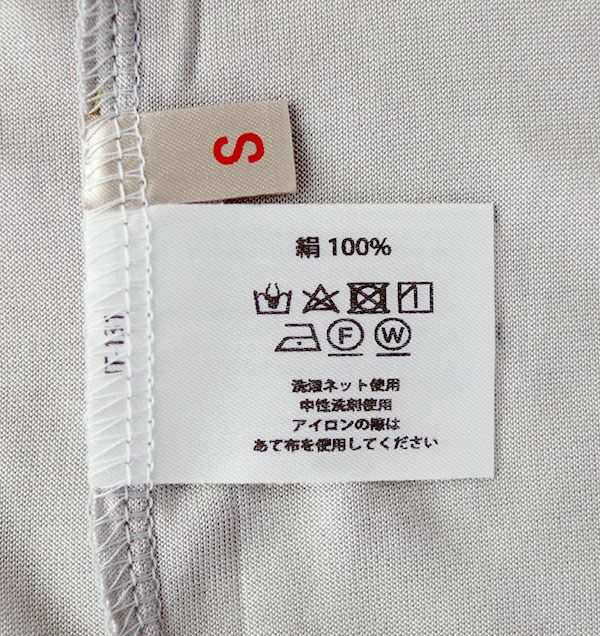 S
絹 100%
F W
洗濯ネット使用
中性洗剤使用
アイロンの際は
あて布を使用してください